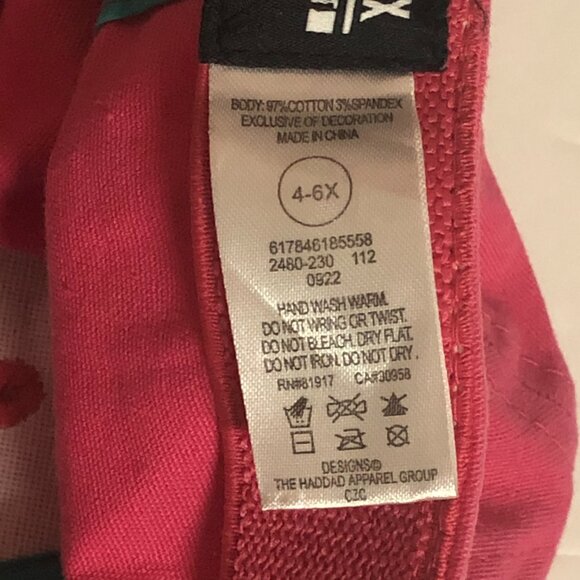 X
BODY: 97%COTTON 3%SPANDEX
EXCLUSIVE OF DECORATION
MADE IN CHINA
4-6X
617846185558
2480-230 112
0922
HAND WASH WARM.
DO NOT WRING OR TWIST.
DO NOT BLEACH. DRY FLAT.
DO NOT IRON. DO NOT DRY .
RN#81917 CA#30958
DESIGNS©
THE HADDAD APPAREL GROUP
CZC